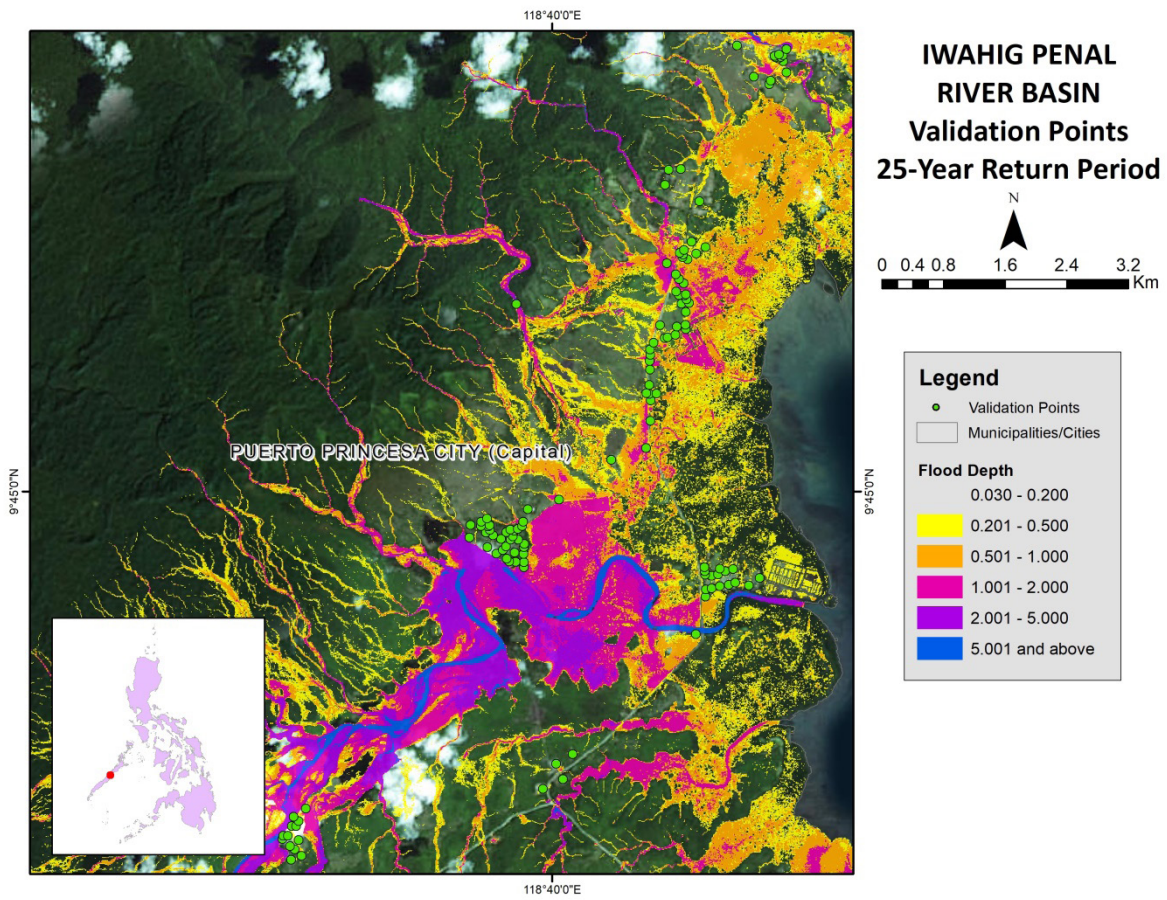 118°40'0"E
IWAHIG PENAL
RIVER BASIN
Validation Points
25-Year Return Period
N
0 0.4 0.8 1.6 2.4 3.2
Km
Legend
Validation Points
Municipalities/Cities
Flood Depth
0.030 - 0.200
0.201 - 0.500
0.501 - 1.000
1.001 - 2.000
2.001 - 5.000
5.001 and above
PUERTO PRINCESA CITY (Capital)
9°45'0"N
9°45'0"N
118°40'0"E